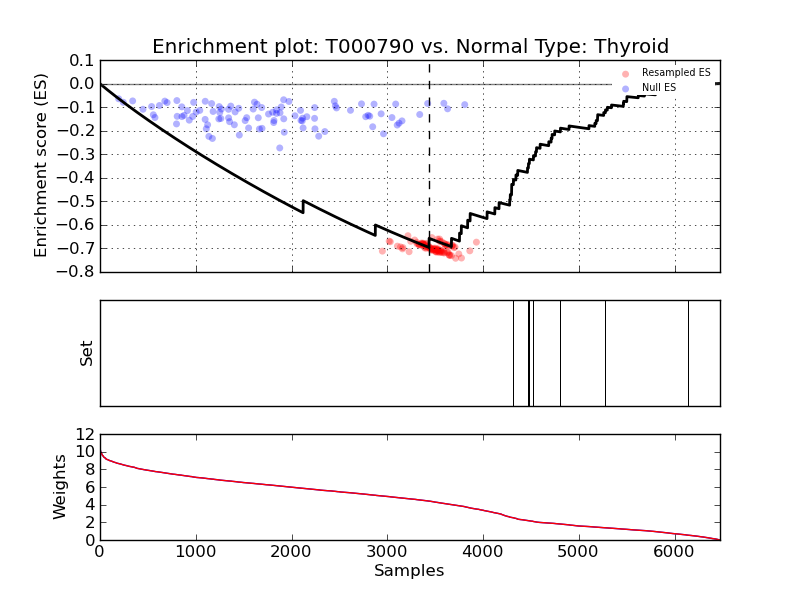 Enrichment plot: T000790 vs. Normal Type: Thyroid
Enrichment score (ES)
0.1
0.0
−0.1
−0.2
−0.3
−0.4
−0.5
−0.6
−0.7
−0.8
Resampled ES
Null ES
Set
Weights
12
10
8
6
4
2
0
0 1000 2000 3000 4000 5000 6000
Samples